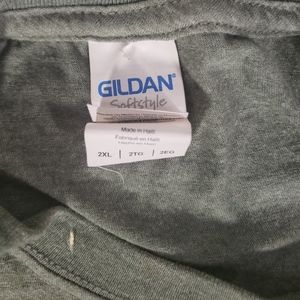 GILDAN®
Softstyle
Made in Haiti
Fabriqué en Haïti
2XL | 2TG | 2EG